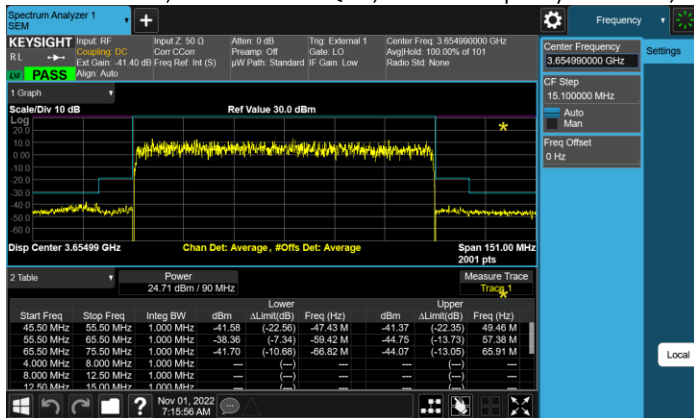 Spectrum Analyzer 1
SEM
+
Frequency
KEYSIGHT
RL
LXI
PASS
Input: RF
Coupling: DC
Ext Gain: -41.40 dB
Align: Auto
Input Z: 50 Ω
Corr CCorr
Freq Ref: Int (S)
Atten: 0 dB
Preamp: Off
µW Path: Standard
Trig: External 1
Gate: LO
IF Gain: Low
Center Freq: 3.654990000 GHz
Avg|Hold: 100.00% of 101
Radio Std: None
Center Frequency
3.654990000 GHz
Settings
CF Step
15.100000 MHz
Auto
Man
Freq Offset
0 Hz
Local
1 Graph
Scale/Div 10 dB
Ref Value 30.0 dBm
Log
20.0
10.0
0.00
-10.0
-20.0
-30.0
-40.0
-50.0
-60.0
Disp Center 3.65499 GHz
Chan Det: Average, #Offs Det: Average
Span 151.00 MHz
2001 pts
2 Table
Power
24.71 dBm / 90 MHz
Measure Trace
Trace 1
Lower Upper
Start Freq Stop Freq Integ BW dBm ΔLimit(dB) Freq (Hz) dBm ΔLimit(dB) Freq (Hz)
45.50 MHz 55.50 MHz 1.000 MHz -41.58 (-22.56) -47.43 M -41.37 (-22.35) 49.46 M
55.50 MHz 65.50 MHz 1.000 MHz -38.36 (-7.34) -59.42 M -44.75 (-13.73) 57.38 M
65.50 MHz 75.50 MHz 1.000 MHz -41.70 (-10.68) -66.82 M -44.07 (-13.05) 65.91 M
4.000 MHz 8.000 MHz 1.000 MHz --- (---) --- --- (---) ---
8.000 MHz 12.50 MHz 1.000 MHz --- (---) --- --- (---) ---
12.50 MHz 15.00 MHz 1.000 MHz --- (---) --- --- (---) ---
?
Nov 01, 2022
7:15:56 AM